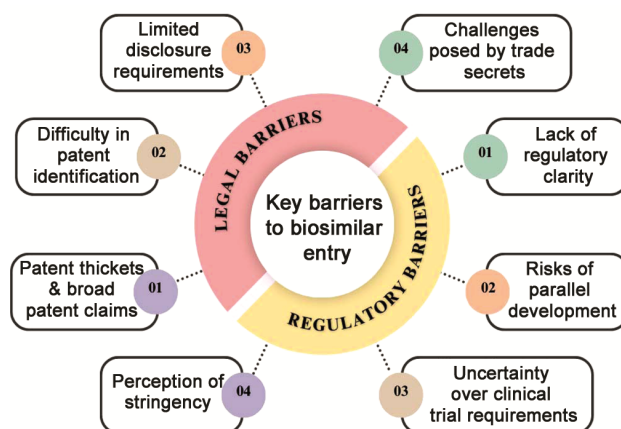 Limited
disclosure
requirements
03
04
Challenges
posed by trade
secrets
Difficulty in
patent
identification
02
01
Lack of
regulatory
clarity
LEGAL BARRIERS
Key barriers
to biosimilar
entry
REGULATORY BARRIERS
Patent thickets
& broad
patent claims
01
02
Risks of
parallel
development
Perception of
stringency
04
03
Uncertainty
over clinical
trial requirements